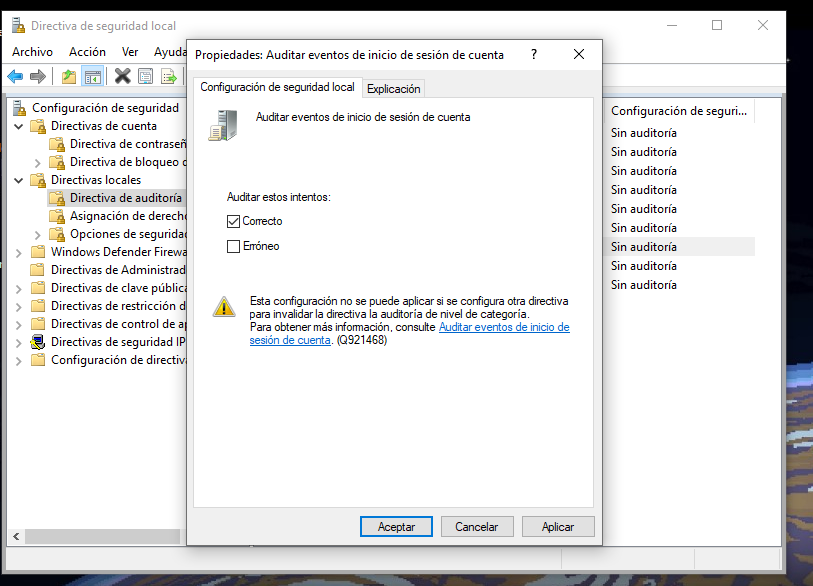 Directiva de seguridad local
Archivo Acción Ver Ayuda
Propiedades: Auditar eventos de inicio de sesión de cuenta ?
Configuración de seguridad local Explicación
Auditar eventos de inicio de sesión de cuenta
Auditar estos intentos:
Correcto
Erróneo
Esta configuración no se puede aplicar si se configura otra directiva
para invalidar la directiva la auditoría de nivel de categoría.
Para obtener más infomación, consulte Auditar eventos de inicio de
sesión de cuenta. (Q921468)
Aceptar Cancelar Aplicar
Configuración de seguridad
Directivas de cuenta
Directiva de contraseñ
Directiva de bloqueo d
Directivas locales
Directiva de auditoría
Asignación de derecho
Opciones de seguridad
Windows Defender Firewa
Directivas de Administrad
Directivas de clave pública
Directivas de restricción d
Directivas de control de ap
Directivas de seguridad IP
Configuración de directiva
Configuración de seguri...
Sin auditoría
Sin auditoría
Sin auditoría
Sin auditoría
Sin auditoría
Sin auditoría
Sin auditoría
Sin auditoría
Sin auditoría